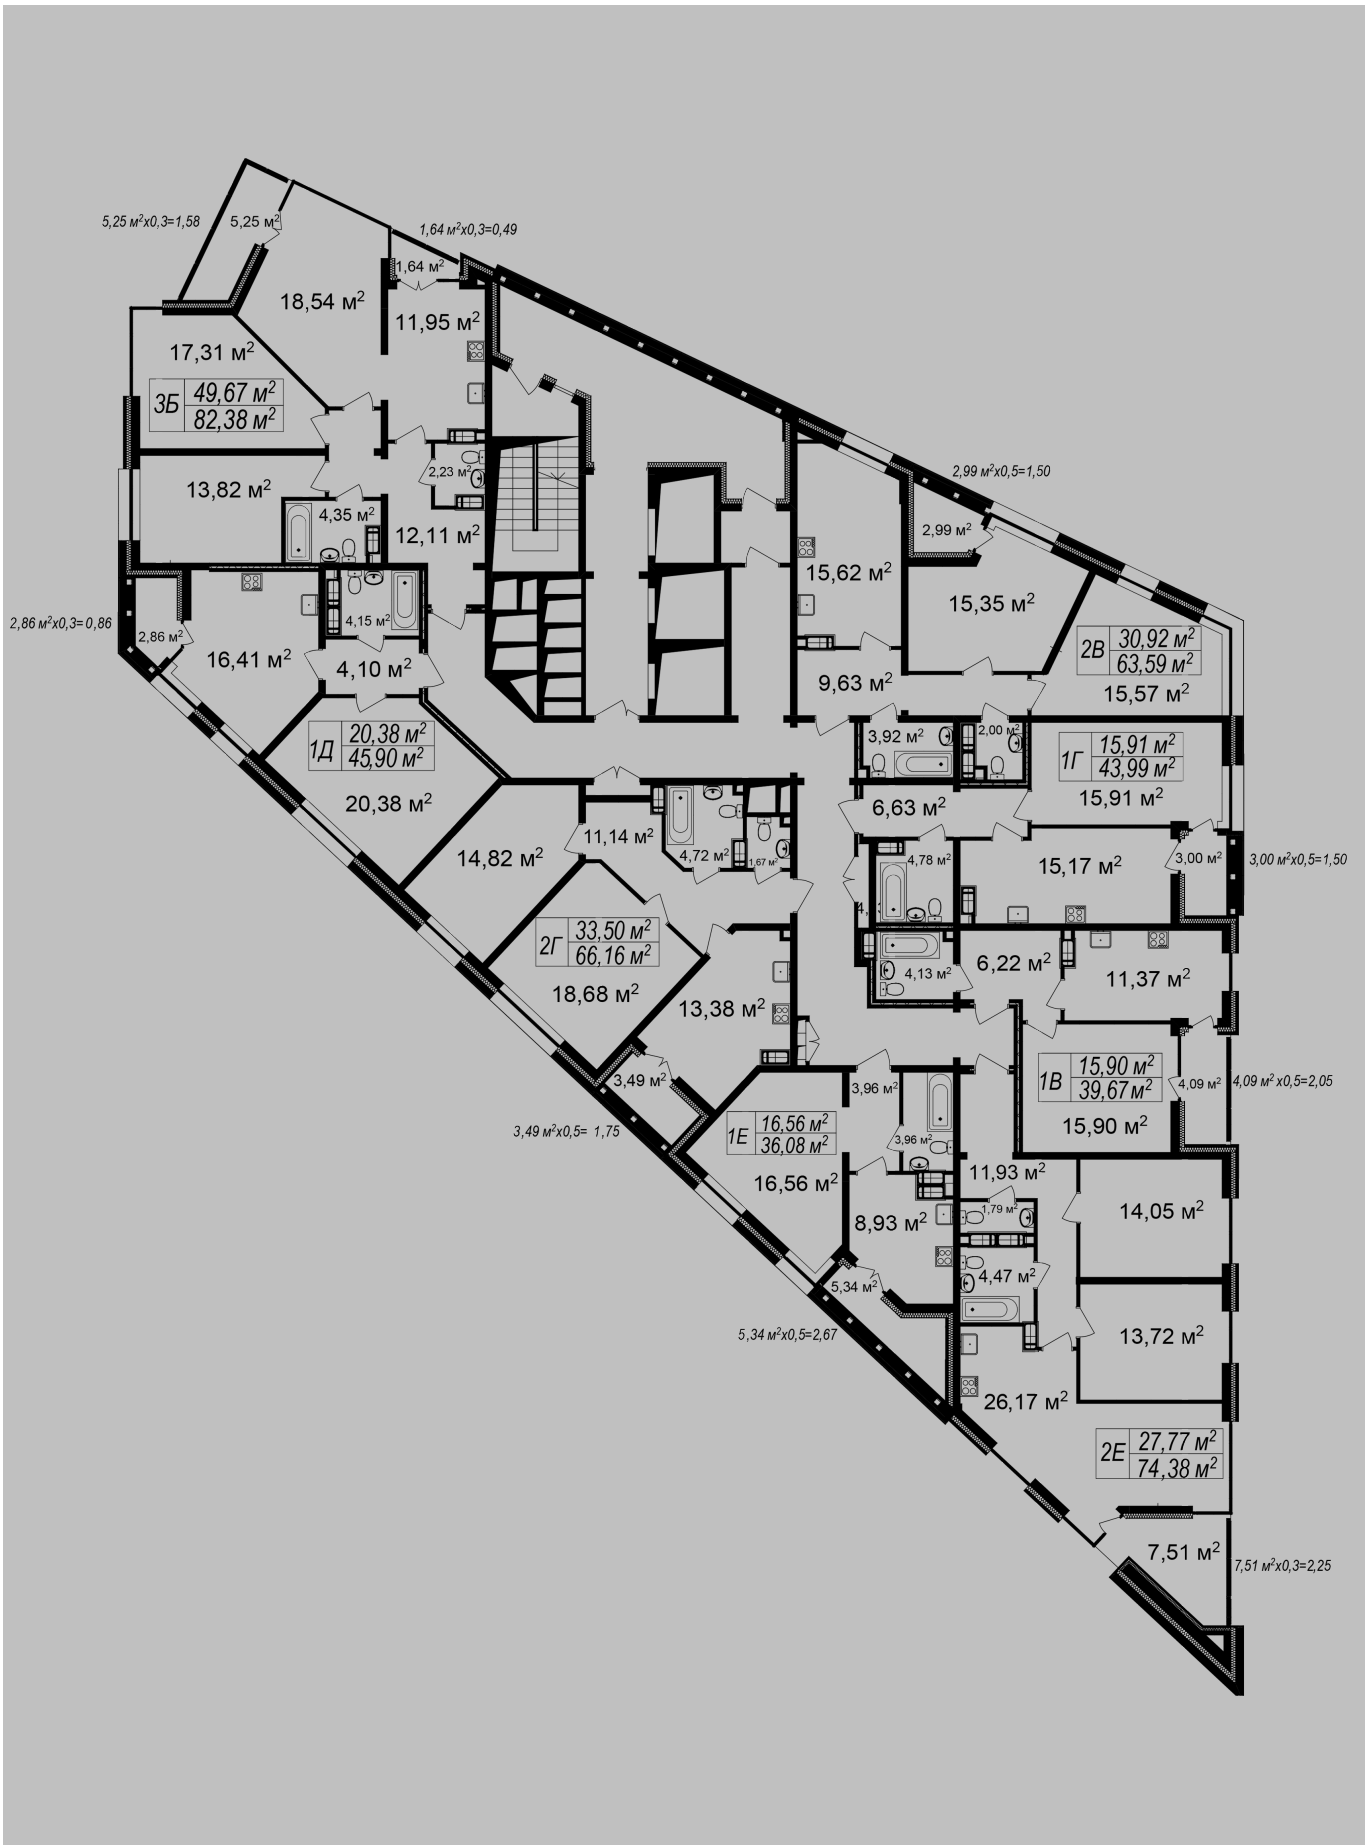 5,25 м²х0,3=1,58
5,25 м²
1,64 м²х0,3=0,49
1,64 м²
18,54 м²
11,95 м²
17,31 м²
3Б
49,67 м²
82,38 м²
2,23 м²
2,99 м²х0,5=1,50
13,82 м²
4,35 м²
12,11 м²
2,99 м²
15,62 м²
15,35 м²
2,86 м²х0,3= 0,86
2,86 м²
4,15 м²
16,41 м²
4,10 м²
9,63 м²
2В
30,92 м²
63,59 м²
15,57 м²
1Д
20,38 м²
45,90 м²
3,92 м²
2,00 м²
1Г
15,91 м²
43,99 м²
20,38 м²
15,91 м²
6,63 м²
11,14 м²
14,82 м²
4,72 м²
1,67 м²
4,78 м²
15,17 м²
3,00 м²
3,00 м²х0,5=1,50
4,
2Г
33,50 м²
66,16 м²
18,68 м²
13,38 м²
4,13 м²
6,22 м²
11,37 м²
3,49 м²
3,96 м²
1В
15,90 м²
39,67 м²
4,09 м²
4,09 м²х0,5=2,05
3,49 м²х0,5= 1,75
1Е
16,56 м²
36,08 м²
3,96 м²
15,90 м²
16,56 м²
11,93 м²
8,93 м²
1,79 м²
14,05 м²
5,34 м²
4,47 м²
5,34 м²х0,5=2,67
13,72 м²
26,17 м²
2Е
27,77 м²
74,38 м²
7,51 м²
7,51 м²х0,3=2,25